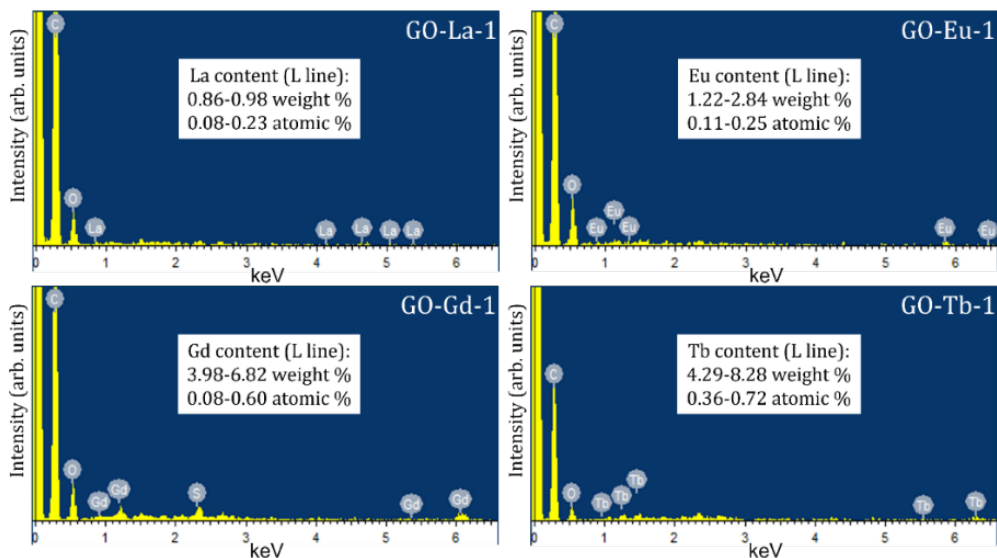 GO-La-1
Intensity (arb. units)
C
La content (L line):
0.86-0.98 weight %
0.08-0.23 atomic %
O
La
La
La
La
La
0 1 2 3 4 5 6
keV
GO-Eu-1
Intensity (arb. units)
C
Eu content (L line):
1.22-2.84 weight %
0.11-0.25 atomic %
O
Eu
Eu
Eu
Eu
Eu
0 1 2 3 4 5 6
keV
GO-Gd-1
Intensity (arb. units)
C
Gd content (L line):
3.98-6.82 weight %
0.08-0.60 atomic %
O
Gd
Gd
S
Gd
Gd
0 1 2 3 4 5 6
keV
GO-Tb-1
Intensity (arb. units)
C
Tb content (L line):
4.29-8.28 weight %
0.36-0.72 atomic %
O
Tb
Tb
Tb
Tb
Tb
0 1 2 3 4 5 6
keV